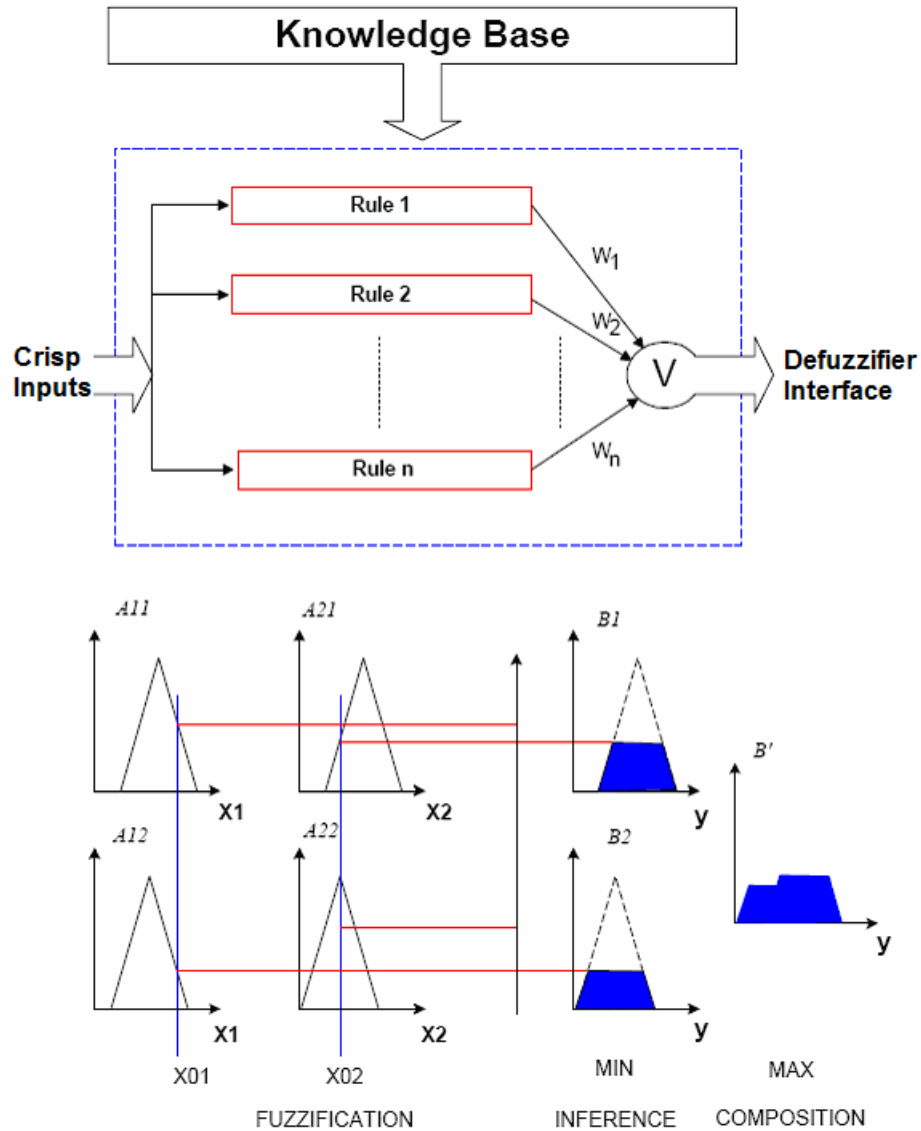 Knowledge Base
Rule 1
W1
Rule 2
W2
Crisp
Inputs
V
Defuzzifier
Interface
Rule n
Wn
A11
A21
B1
X1
X2
y
B'
A12
A22
B2
y
X1
X2
y
X01
X02
MIN
MAX
FUZZIFICATION
INFERENCE
COMPOSITION